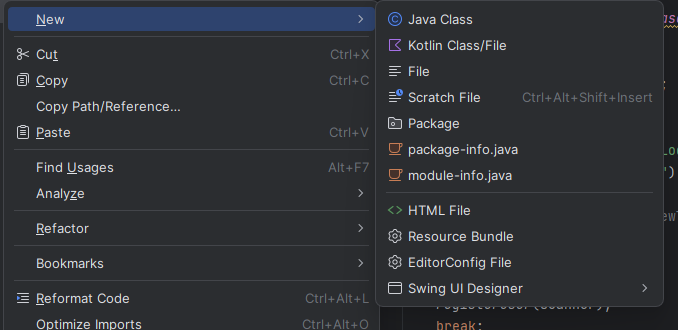 New
Cut Ctrl+X
Copy Ctrl+C
Copy Path/Reference...
Paste Ctrl+V
Find Usages Alt+F7
Analyze
Refactor
Bookmarks
Reformat Code Ctrl+Alt+L
Optimize Imports Ctrl+Alt+O
Java Class
Kotlin Class/File
File
Scratch File Ctrl+Alt+Shift+Insert
Package
package-info.java
module-info.java
HTML File
Resource Bundle
EditorConfig File
Swing UI Designer
break;